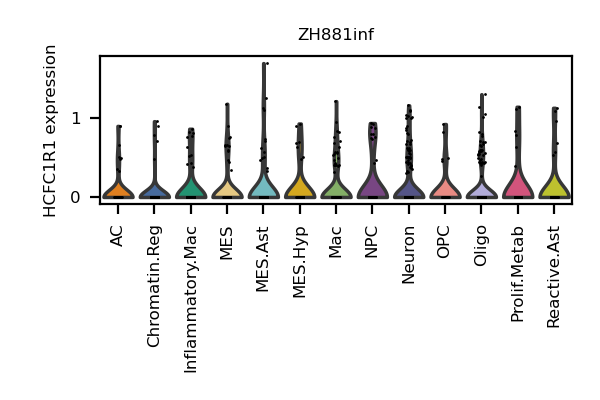 ZH881inf
HCFC1R1 expression
1
0
AC
Chromatin.Reg
Inflammatory.Mac
MES
MES.Ast
MES.Hyp
Mac
NPC
Neuron
OPC
Oligo
Prolif.Metab
Reactive.Ast